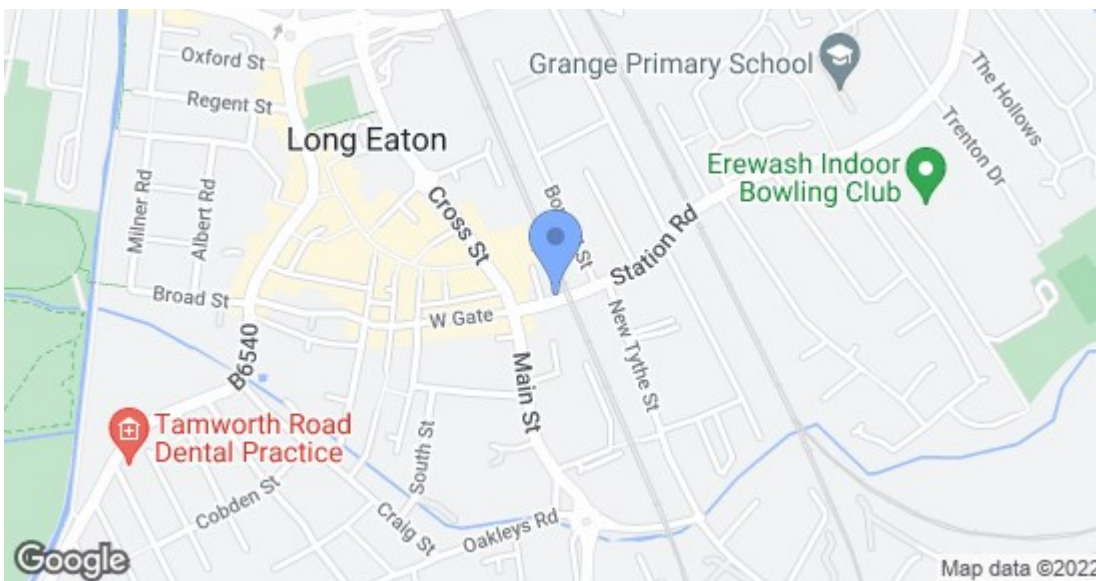 Oxford St
Grange Primary School
The Hollows
Regent St
Trenton Dr
Long Eaton
Erewash Indoor
Bowling Club
Milner Rd
Albert Rd
Cross St
St
Station Rd
Broad St
W Gate
New Tythe St
B6540
Main St
Tamworth Road
Dental Practice
South St
Cobden St
Craig St
Oakleys Rd
Google
Map data ©2022